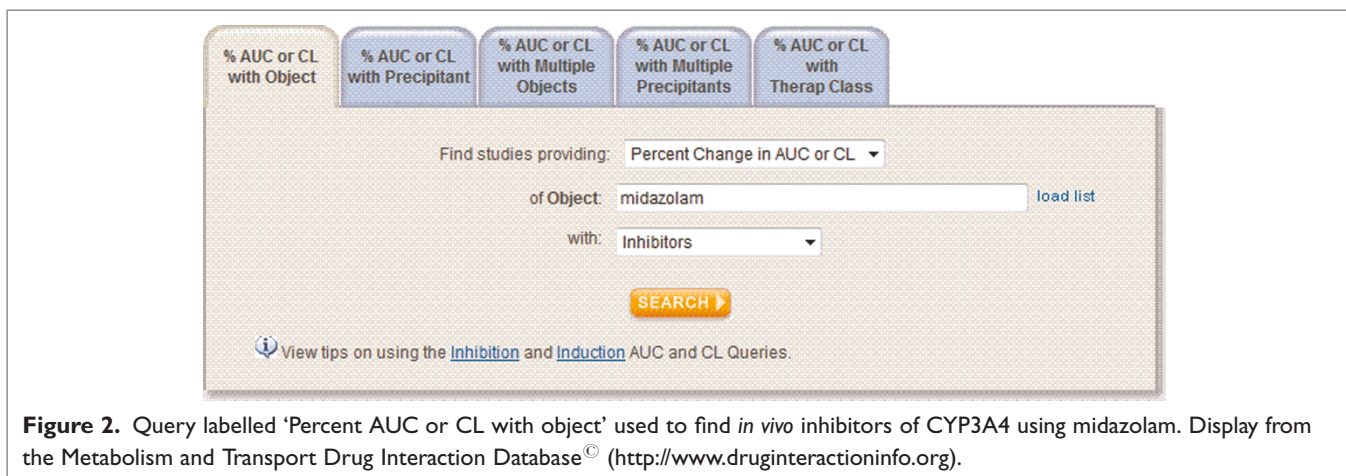 % AUC or CL
with Object
% AUC or CL
with Precipitant
% AUC or CL
with Multiple
Objects
% AUC or CL
with Multiple
Precipitants
% AUC or CL
with
Therap Class
Find studies providing: Percent Change in AUC or CL
of Object: midazolam load list
with: Inhibitors
SEARCH
View tips on using the Inhibition and Induction AUC and CL Queries.
Figure 2. Query labelled ‘Percent AUC or CL with object’ used to find in vivo inhibitors of CYP3A4 using midazolam. Display from
the Metabolism and Transport Drug Interaction Database© (http://www.druginteractioninfo.org).